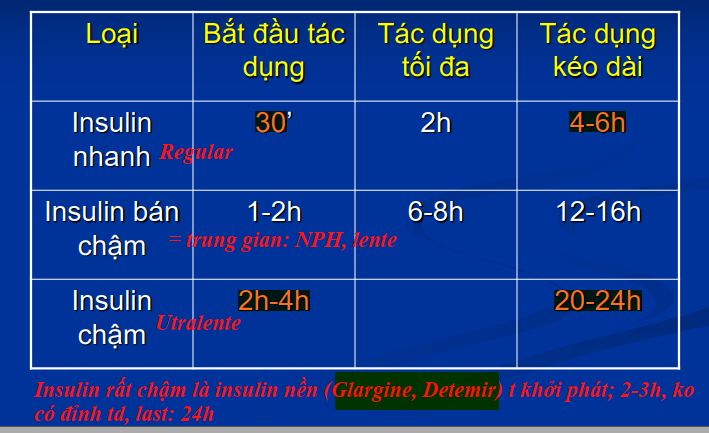 Loại Bắt đầu tác dụng Tác dụng tối đa Tác dụng kéo dài
Insulin nhanh Regular 30’ 2h 4-6h
Insulin bán chậm 1-2h 6-8h 12-16h
= trung gian: NPH, lente
Insulin chậm Utralente 2h-4h 20-24h
Insulin rất chậm là insulin nền (Glargine, Detemir) t khởi phát; 2-3h, ko
có đỉnh td, last: 24h